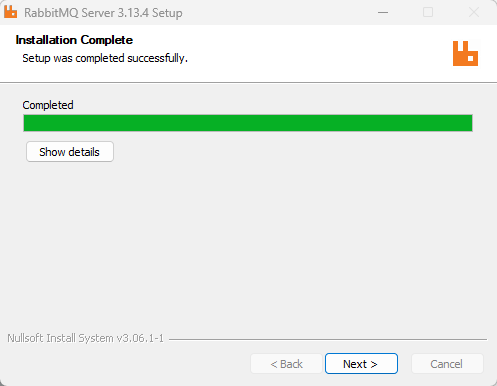 RabbitMQ Server 3.13.4 Setup
Installation Complete
Setup was completed successfully.
Completed
Show details
Nullsoft Install System v3.06.1-1
< Back Next > Cancel